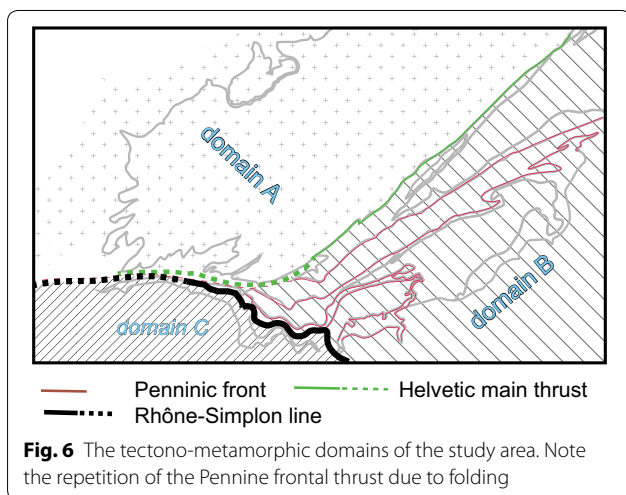 domain A
domain B
domain C
Penninic front
Helvetic main thrust
Rhône-Simplon line
Fig. 6 The tectono-metamorphic domains of the study area. Note
the repetition of the Pennine frontal thrust due to folding